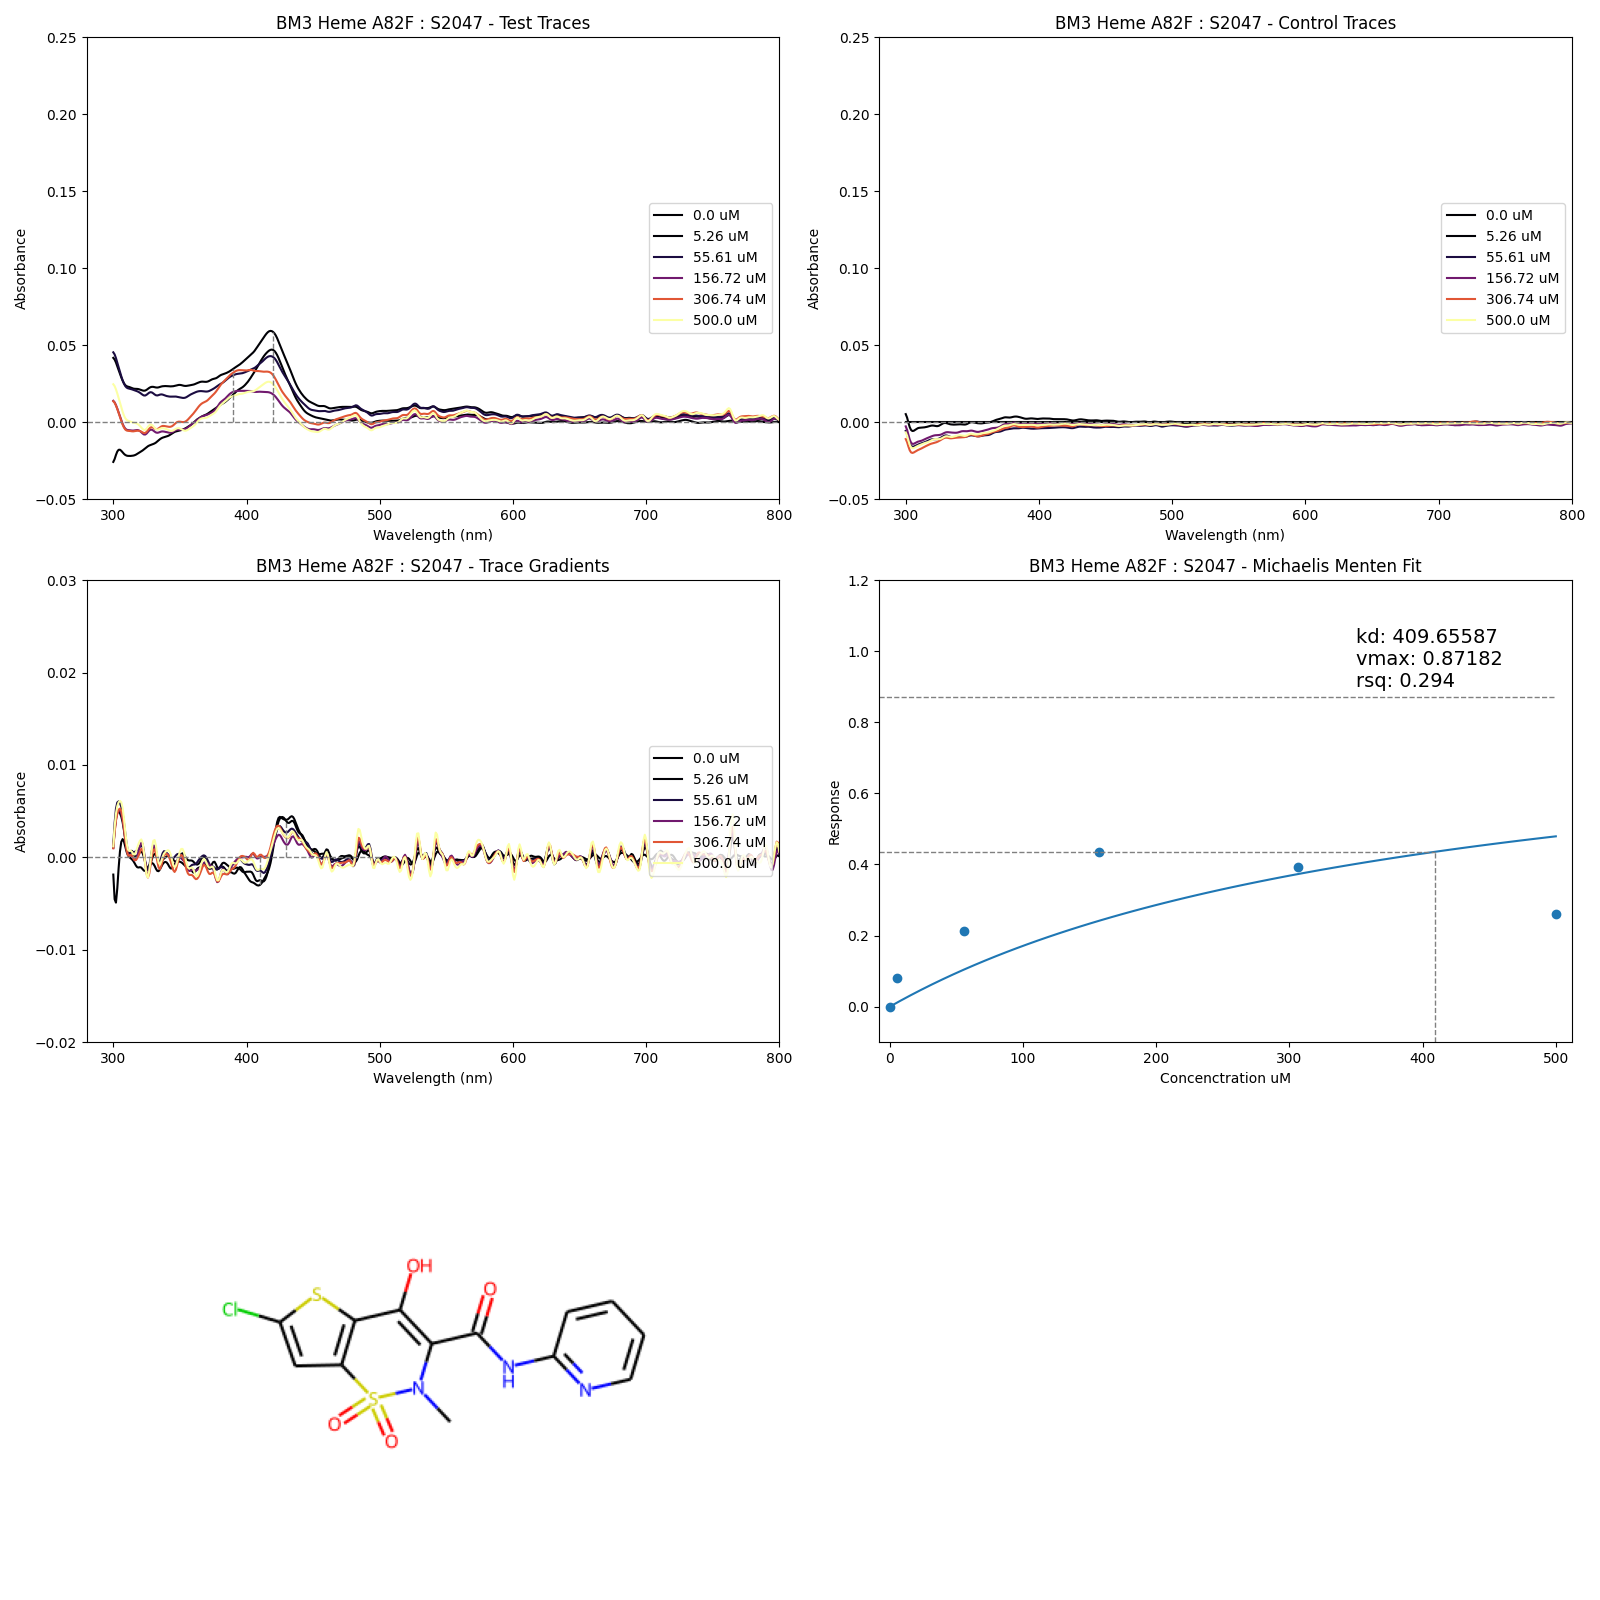 BM3 Heme A82F : S2047 - Test Traces
0.25
0.20
0.15
0.10
0.05
0.00
−0.05
Absorbance
0.0 uM
5.26 uM
55.61 uM
156.72 uM
306.74 uM
500.0 uM
300 400 500 600 700 800
Wavelength (nm)
BM3 Heme A82F : S2047 - Control Traces
0.25
0.20
0.15
0.10
0.05
0.00
−0.05
Absorbance
0.0 uM
5.26 uM
55.61 uM
156.72 uM
306.74 uM
500.0 uM
300 400 500 600 700 800
Wavelength (nm)
BM3 Heme A82F : S2047 - Trace Gradients
0.03
0.02
0.01
0.00
−0.01
−0.02
Absorbance
0.0 uM
5.26 uM
55.61 uM
156.72 uM
306.74 uM
500.0 uM
300 400 500 600 700 800
Wavelength (nm)
BM3 Heme A82F : S2047 - Michaelis Menten Fit
1.2
1.0
0.8
0.6
0.4
0.2
0.0
Response
kd: 409.65587
vmax: 0.87182
rsq: 0.294
0 100 200 300 400 500
Concenctration uM
OH
O
Cl
S
N
H
N
N
S
O
O